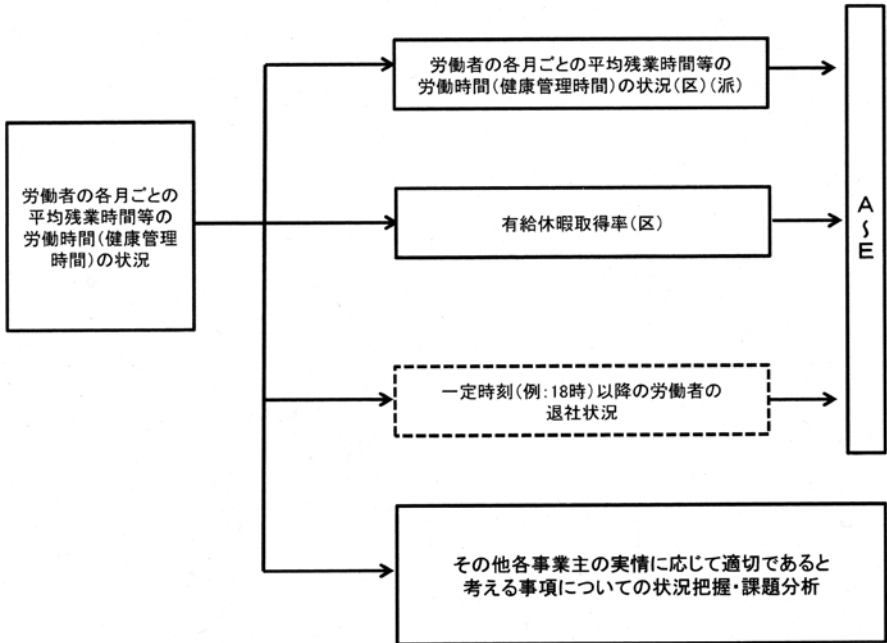 労働者の各月ごとの
平均残業時間等の
労働時間(健康管理
時間)の状況
労働者の各月ごとの平均残業時間等の
労働時間(健康管理時間)の状況(区)(派)
有給休暇取得率(区)
一定時刻(例:18時)以降の労働者の
退社状況
その他各事業主の実情に応じて適切であると
考える事項についての状況把握・課題分析
A~E